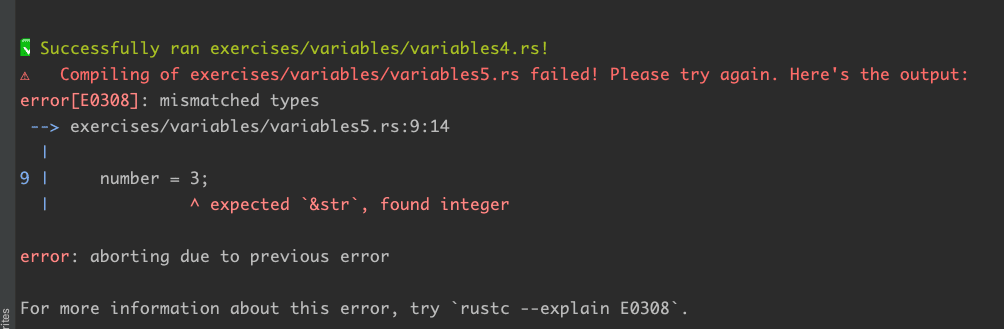 Successfully ran exercises/variables/variables4.rs!
⚠ Compiling of exercises/variables/variables5.rs failed! Please try again. Here's the output:
error[E0308]: mismatched types
--> exercises/variables/variables5.rs:9:14
|
9 | number = 3;
| ^ expected `&str`, found integer
error: aborting due to previous error
For more information about this error, try `rustc --explain E0308`.
rites